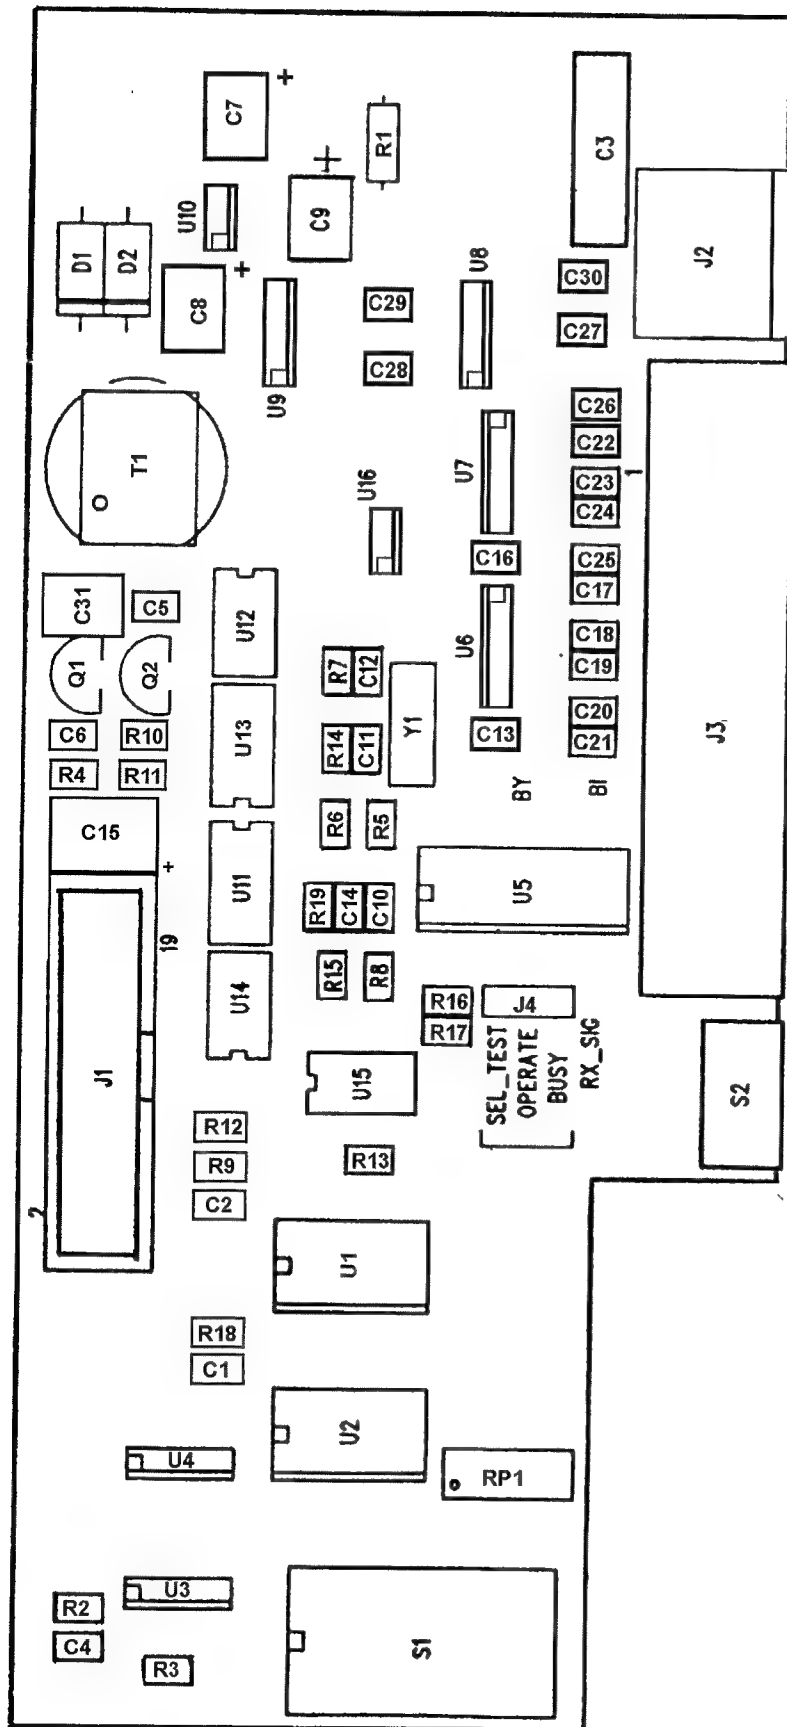 C7
+
C3
R1
U10
C9
+
D1
D2
C8
+
U8
J2
C30
C29
C27
C28
U9
C26
T1
C22
U7
1
C23
U16
C24
C16
C25
C31
C5
C17
U12
U6
C18
Q1
Q2
R7
C12
C19
C20
C6
R10
U13
R14
C11
Y1
C13
J3
C21
R4
R11
BY
BI
C15
R6
R5
+
U11
U5
R19
C14
C10
19
R15
R8
U14
R16
J4
R17
SEL_TEST
OPERATE
BUSY
RX_SIG
J1
U15
S2
R12
R13
R9
2
C2
U1
R18
C1
U2
U4
RP1
U3
R2
C4
S1
R3